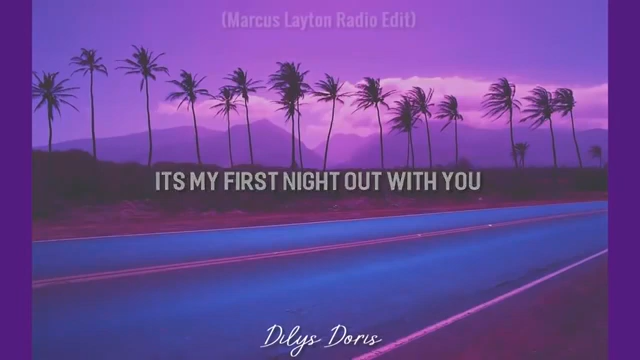 (Marcus Layton Radio Edit)
ITS MY FIRST NIGHT OUT WITH YOU
Dilys Doris